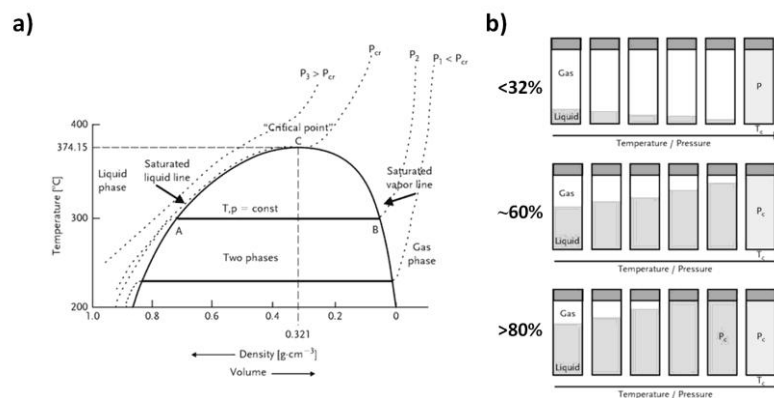 a)
P₃ > Pcr
Pcr
P₂
P₁ < Pcr
"Critical point"
C
374.15
Liquid phase
Saturated liquid line
Saturated vapor line
T,p = const
300
A
B
Gas phase
Two phases
200
Temperature [°C]
1.0
0.8
0.6
0.4
0.2
0
0.321
Density [g·cm⁻³]
Volume
b)
<32%
Gas
Liquid
P
Tc
Temperature / Pressure
~60%
Gas
Liquid
Pc
Tc
Temperature / Pressure
>80%
Gas
Liquid
Pc
Pc
Tc
Temperature / Pressure